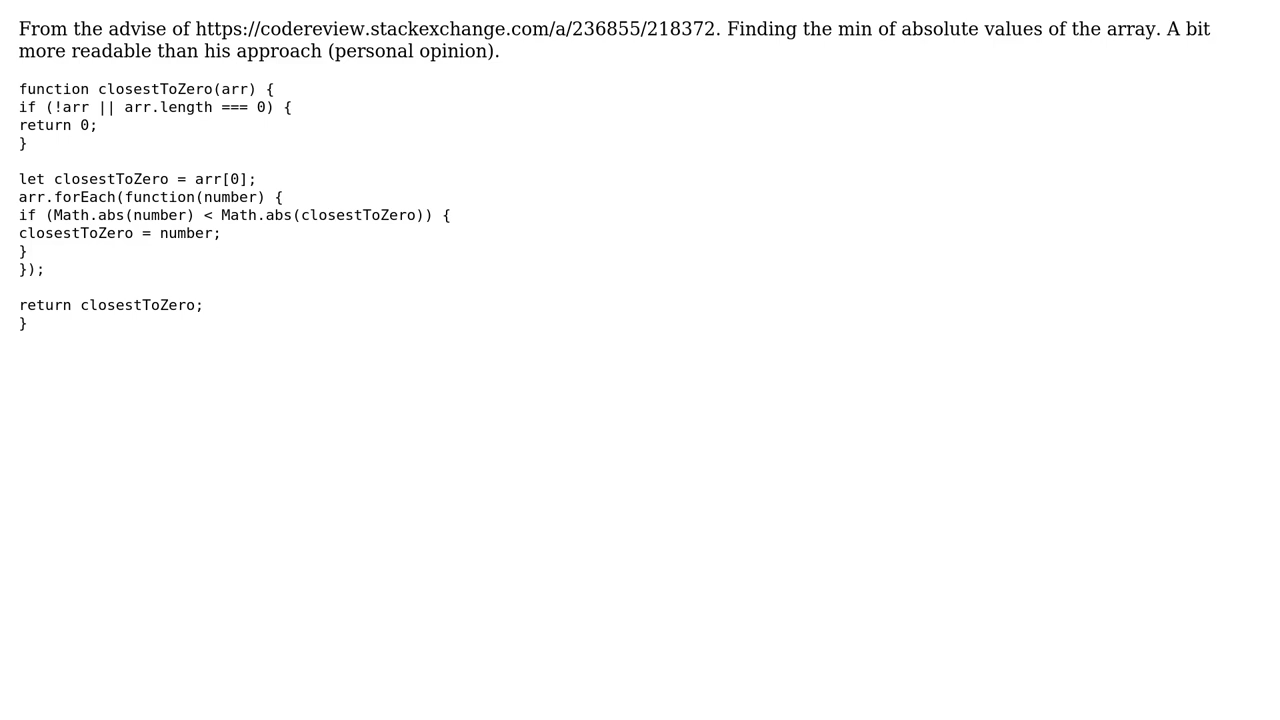 From the advise of https://codereview.stackexchange.com/a/236855/218372. Finding the min of absolute values of the array. A bit
more readable than his approach (personal opinion).
function closestToZero(arr) {
if (!arr || arr.length === 0) {
return 0;
}
let closestToZero = arr[0];
arr.forEach(function(number) {
if (Math.abs(number) < Math.abs(closestToZero)) {
closestToZero = number;
}
});
return closestToZero;
}